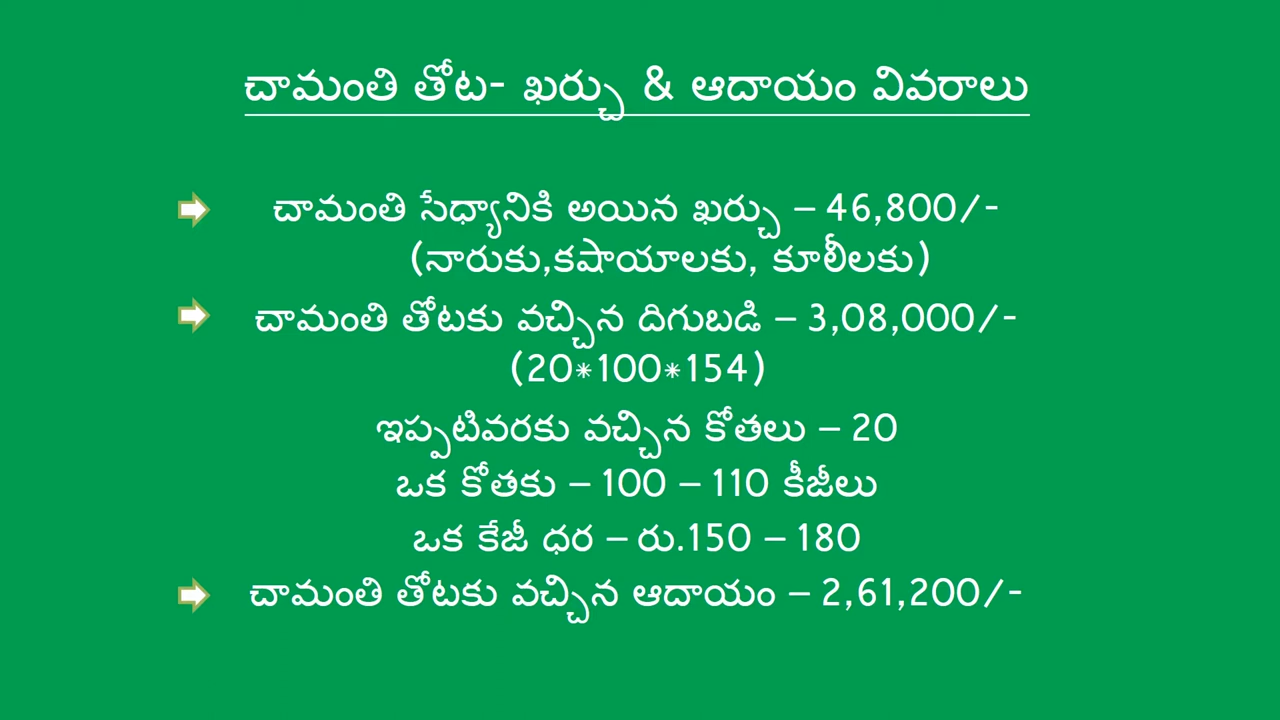 చామంతి తోట- ఖర్చు & ఆదాయం వివరాలు
చామంతి సేధ్యానికి అయిన ఖర్చు – 46,800/-
(నారుకు,కషాయాలకు, కూలీలకు)
చామంతి తోటకు వచ్చిన దిగుబడి – 3,08,000/-
(20*100*154)
ఇప్పటివరకు వచ్చిన కోతలు – 20
ఒక కోతకు – 100 – 110 కీజీలు
ఒక కేజీ ధర – రు.150 – 180
చామంతి తోటకు వచ్చిన ఆదాయం – 2,61,200/-